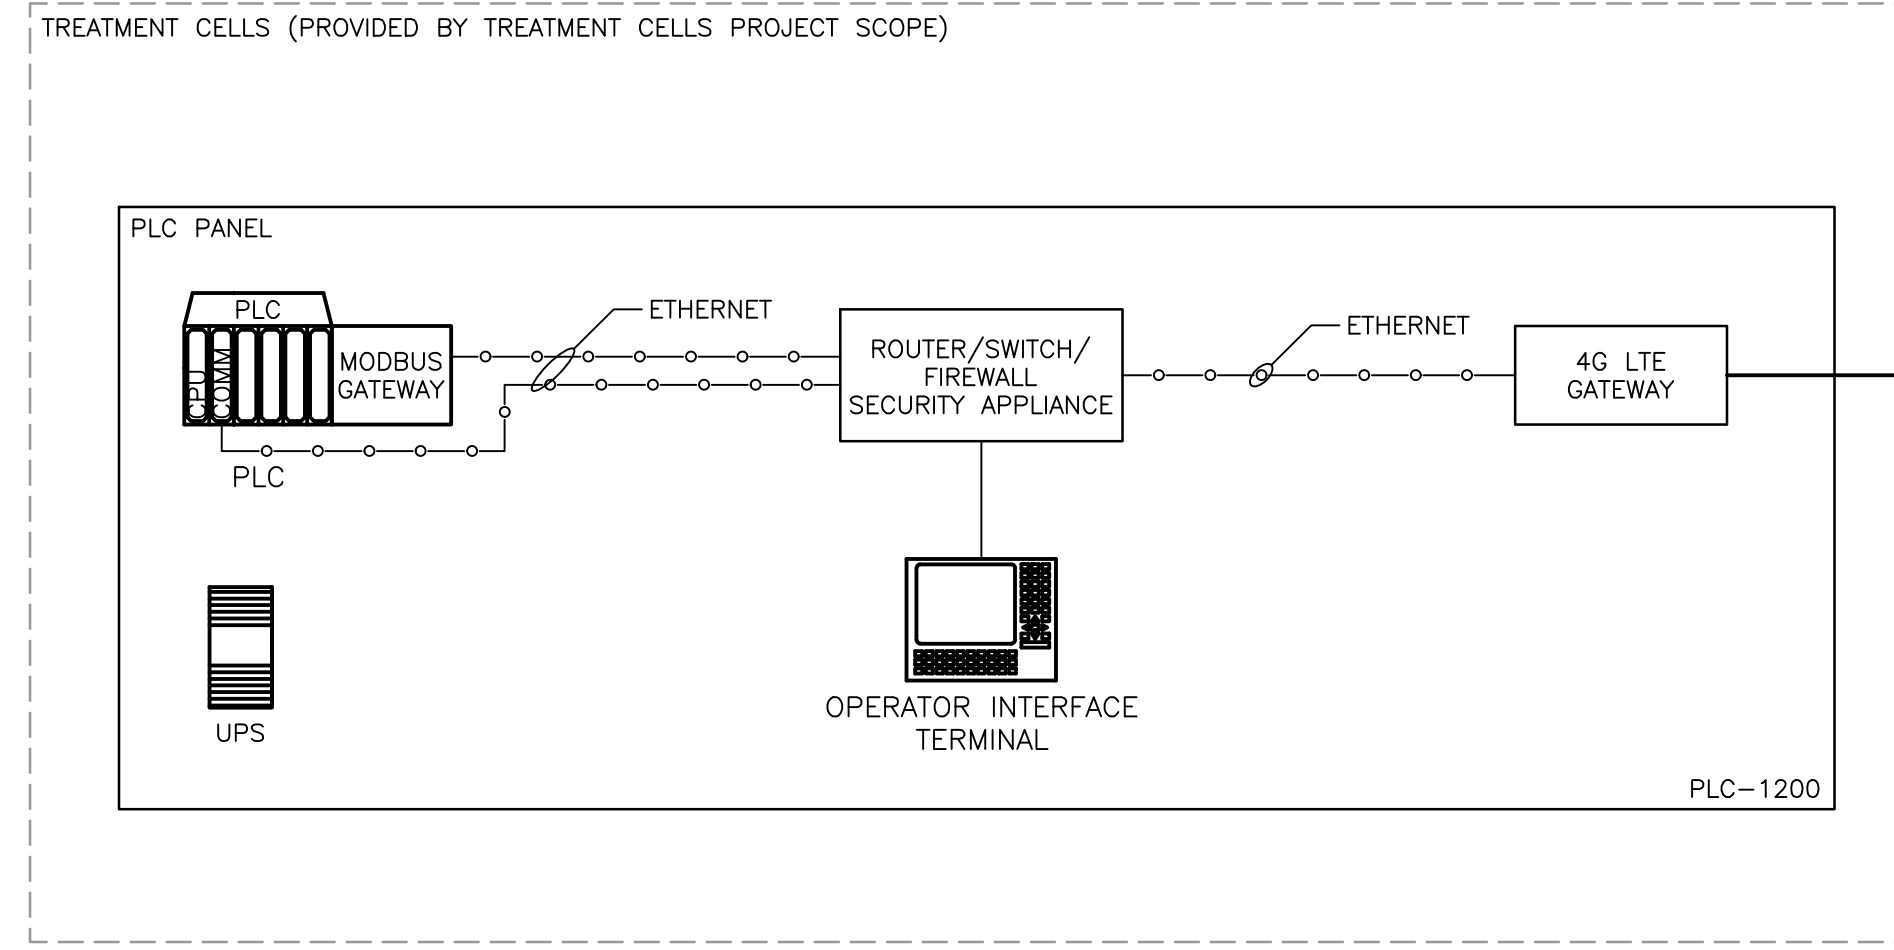 TREATMENT CELLS (PROVIDED BY TREATMENT CELLS PROJECT SCOPE)
PLC PANEL
PLC
CPU
COMM
MODBUS
GATEWAY
PLC
ETHERNET
ROUTER/SWITCH/
FIREWALL
SECURITY APPLIANCE
ETHERNET
4G LTE
GATEWAY
UPS
OPERATOR INTERFACE
TERMINAL
PLC-1200